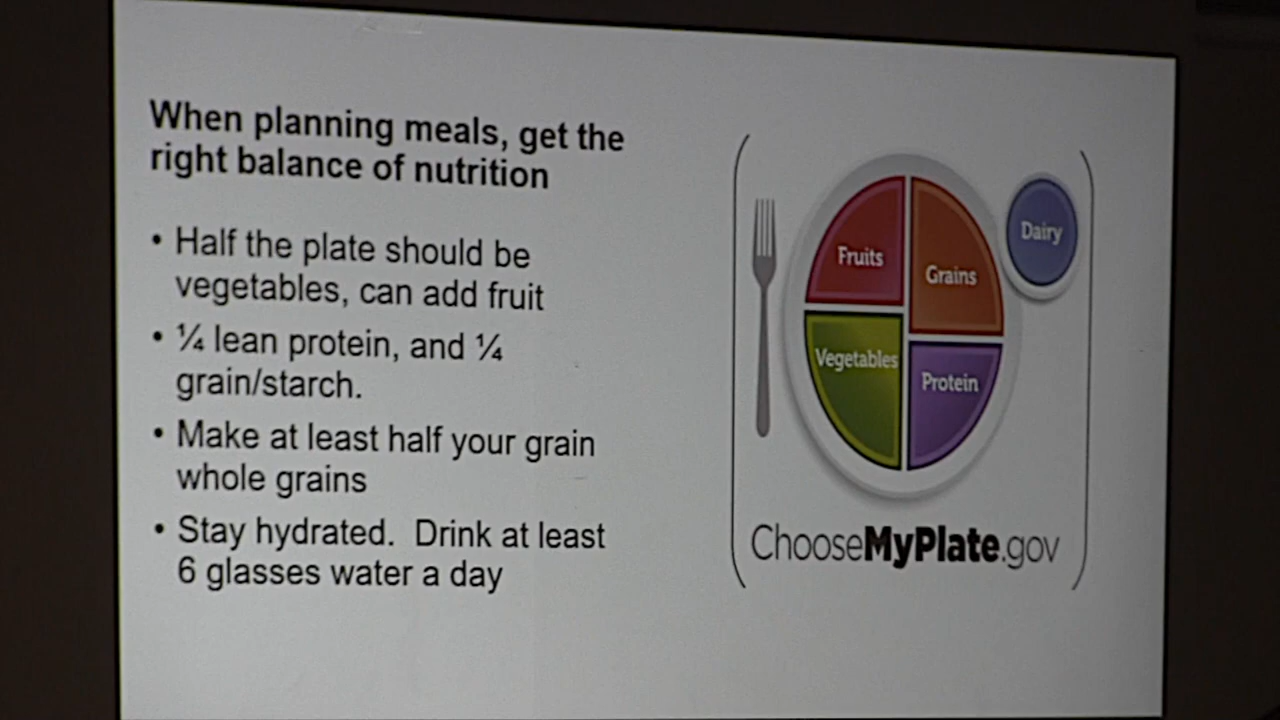 When planning meals, get the
right balance of nutrition
• Half the plate should be
vegetables, can add fruit
• ¼ lean protein, and ¼
grain/starch.
• Make at least half your grain
whole grains
• Stay hydrated.  Drink at least
6 glasses water a day
Fruits
Grains
Dairy
Vegetables
Protein
ChooseMyPlate.gov